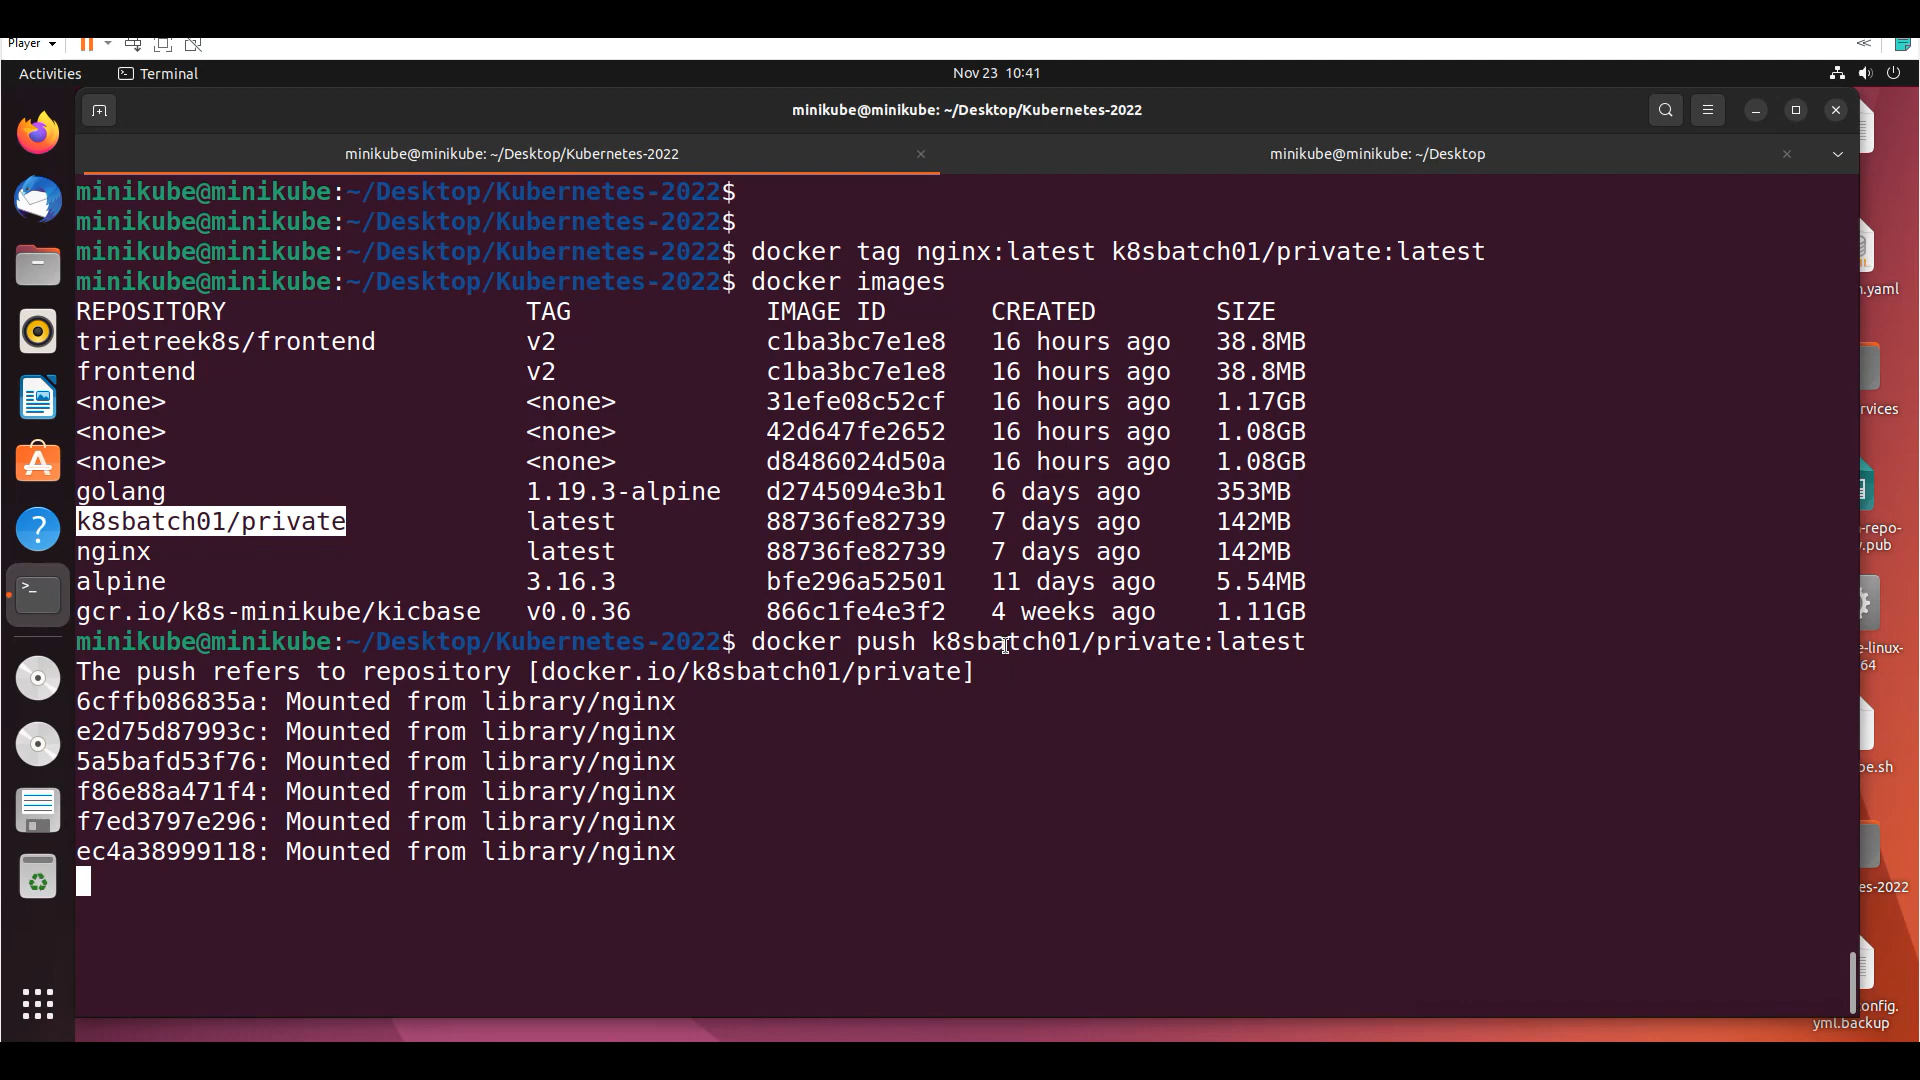 Player
Activities
Terminal
Nov 23 10:41
minikube@minikube: ~/Desktop/Kubernetes-2022
minikube@minikube: ~/Desktop/Kubernetes-2022
minikube@minikube: ~/Desktop
minikube@minikube:~/Desktop/Kubernetes-2022$
minikube@minikube:~/Desktop/Kubernetes-2022$
minikube@minikube:~/Desktop/Kubernetes-2022$ docker tag nginx:latest k8sbatch01/private:latest
minikube@minikube:~/Desktop/Kubernetes-2022$ docker images
REPOSITORY TAG IMAGE ID CREATED SIZE
trietreek8s/frontend v2 c1ba3bc7e1e8 16 hours ago 38.8MB
frontend v2 c1ba3bc7e1e8 16 hours ago 38.8MB
<none> <none> 31efe08c52cf 16 hours ago 1.17GB
<none> <none> 42d647fe2652 16 hours ago 1.08GB
<none> <none> d8486024d50a 16 hours ago 1.08GB
golang 1.19.3-alpine d2745094e3b1 6 days ago 353MB
k8sbatch01/private latest 88736fe82739 7 days ago 142MB
nginx latest 88736fe82739 7 days ago 142MB
alpine 3.16.3 bfe296a52501 11 days ago 5.54MB
gcr.io/k8s-minikube/kicbase v0.0.36 866c1fe4e3f2 4 weeks ago 1.11GB
minikube@minikube:~/Desktop/Kubernetes-2022$ docker push k8sbatch01/private:latest
The push refers to repository [docker.io/k8sbatch01/private]
6cffb086835a: Mounted from library/nginx
e2d75d87993c: Mounted from library/nginx
5a5bafd53f76: Mounted from library/nginx
f86e88a471f4: Mounted from library/nginx
f7ed3797e296: Mounted from library/nginx
ec4a38999118: Mounted from library/nginx
n.yaml
rvices
-repo-
.pub
e-linux-
64
be.sh
es-2022
onfig.
yml.backup